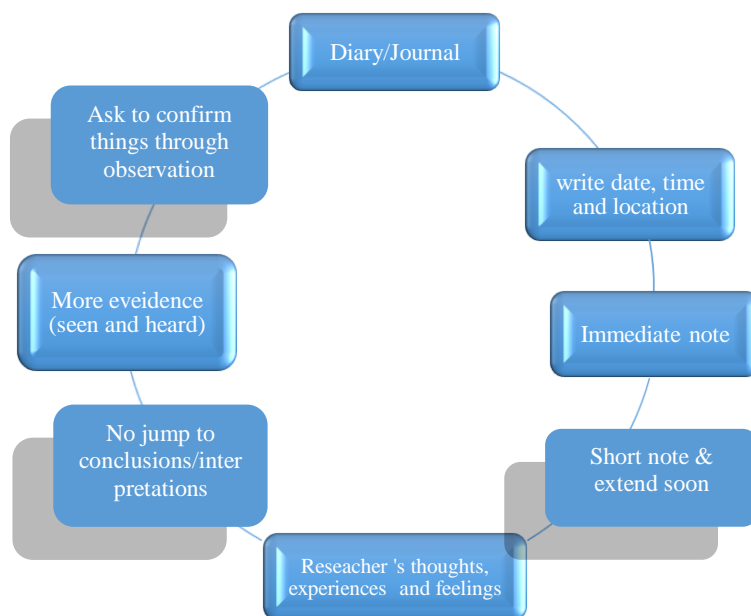 Diary/Journal
write date, time
and location
Immediate note
Short note &
extend soon
Reseacher 's thoughts,
experiences and feelings
No jump to
conclusions/inter
pretations
More eveidence
(seen and heard)
Ask to confirm
things through
observation